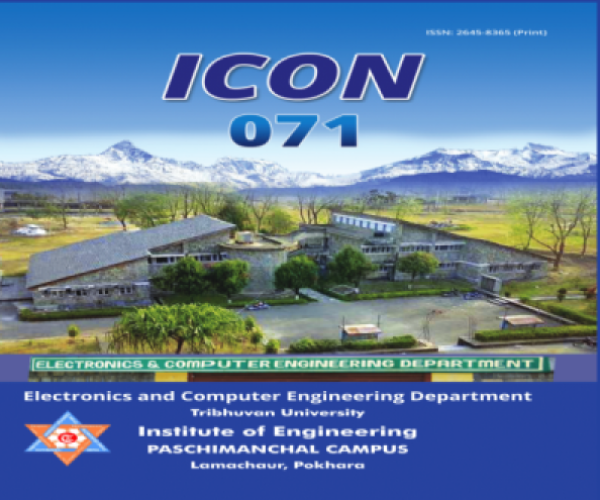 ISSN: 2645-8365 (Print)
ICON
071
ELECTRONICS & COMPUTER ENGINEERING DEPARTMENT
Electronics and Computer Engineering Department
Tribhuvan University
Institute of Engineering
PASCHIMANCHAL CAMPUS
Lamachaur, Pokhara